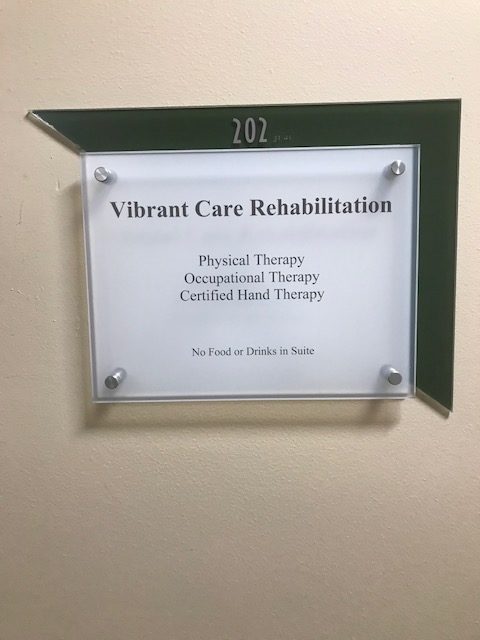 202
Vibrant Care Rehabilitation
Physical Therapy
Occupational Therapy
Certified Hand Therapy
No Food or Drinks in Suite